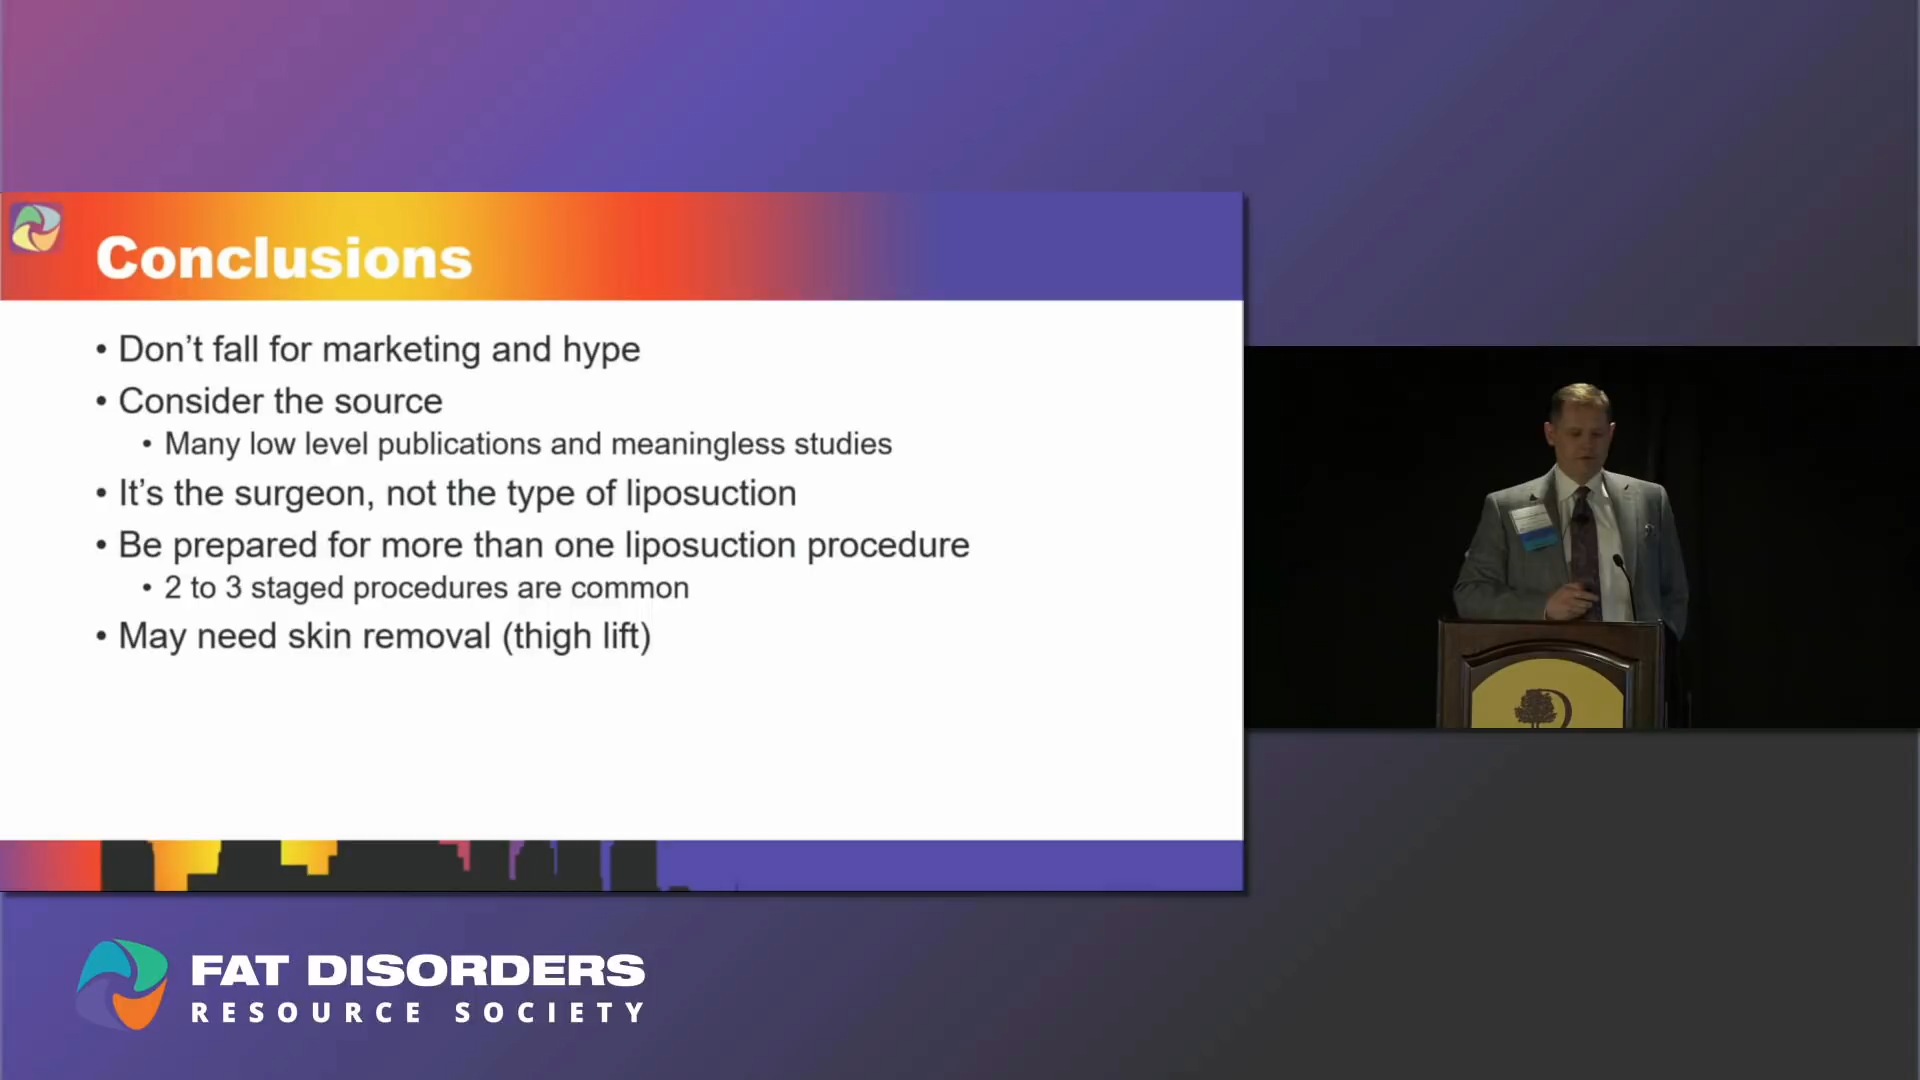 Conclusions
• Don’t fall for marketing and hype
• Consider the source
• Many low level publications and meaningless studies
• It’s the surgeon, not the type of liposuction
• Be prepared for more than one liposuction procedure
• 2 to 3 staged procedures are common
• May need skin removal (thigh lift)
FAT DISORDERS
RESOURCE SOCIETY